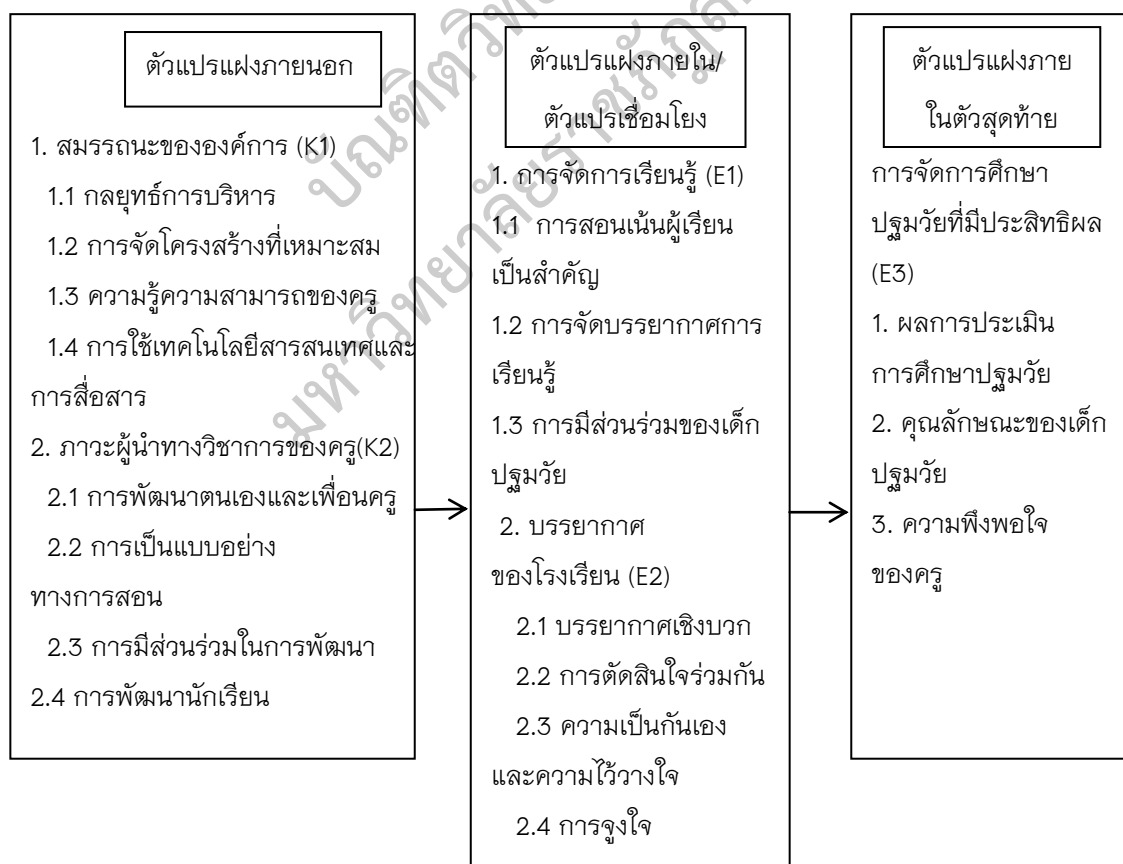 ตัวแปรแฝงภายนอก
1. สมรรถนะขององค์การ (K1)
1.1 กลยุทธ์การบริหาร
1.2 การจัดโครงสร้างที่เหมาะสม
1.3 ความรู้ความสามารถของครู
1.4 การใช้เทคโนโลยีสารสนเทศและ
การสื่อสาร
2. ภาวะผู้นำทางวิชาการของครู(K2)
2.1 การพัฒนาตนเองและเพื่อนครู
2.2 การเป็นแบบอย่าง
ทางการสอน
2.3 การมีส่วนร่วมในการพัฒนา
2.4 การพัฒนานักเรียน
ตัวแปรแฝงภายใน/
ตัวแปรเชื่อมโยง
1. การจัดการเรียนรู้ (E1)
1.1 การสอนเน้นผู้เรียน
เป็นสำคัญ
1.2 การจัดบรรยากาศการ
เรียนรู้
1.3 การมีส่วนร่วมของเด็ก
ปฐมวัย
2. บรรยากาศ
ของโรงเรียน (E2)
2.1 บรรยากาศเชิงบวก
2.2 การตัดสินใจร่วมกัน
2.3 ความเป็นกันเอง
และความไว้วางใจ
2.4 การจูงใจ
ตัวแปรแฝงภาย
ในตัวสุดท้าย
การจัดการศึกษา
ปฐมวัยที่มีประสิทธิผล
(E3)
1. ผลการประเมิน
การศึกษาปฐมวัย
2. คุณลักษณะของเด็ก
ปฐมวัย
3. ความพึงพอใจ
ของครู
บัณฑิตวิท
มหาวิทยาลัยราชภัฏ